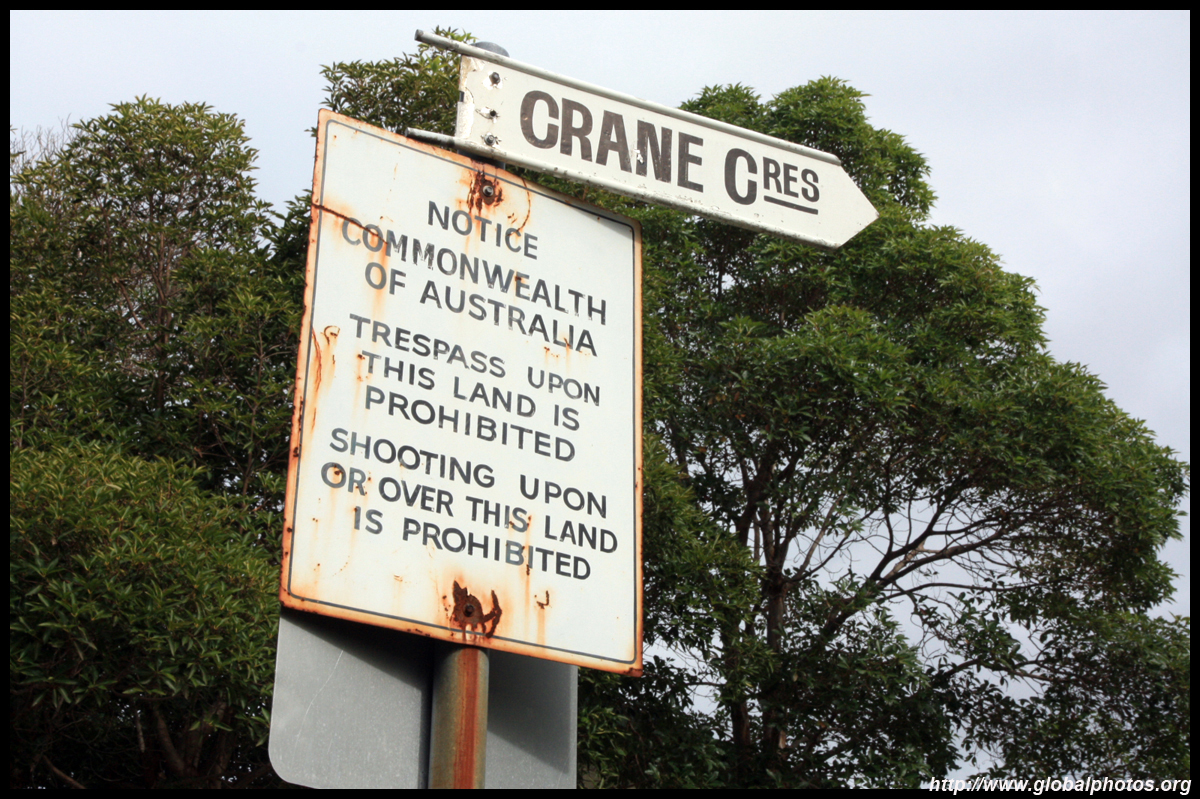 CRANE CRES
NOTICE
COMMONWEALTH
OF AUSTRALIA
TRESPASS UPON
THIS LAND IS
PROHIBITED
SHOOTING UPON
OR OVER THIS LAND
IS PROHIBITED
http://www.globalphotos.org